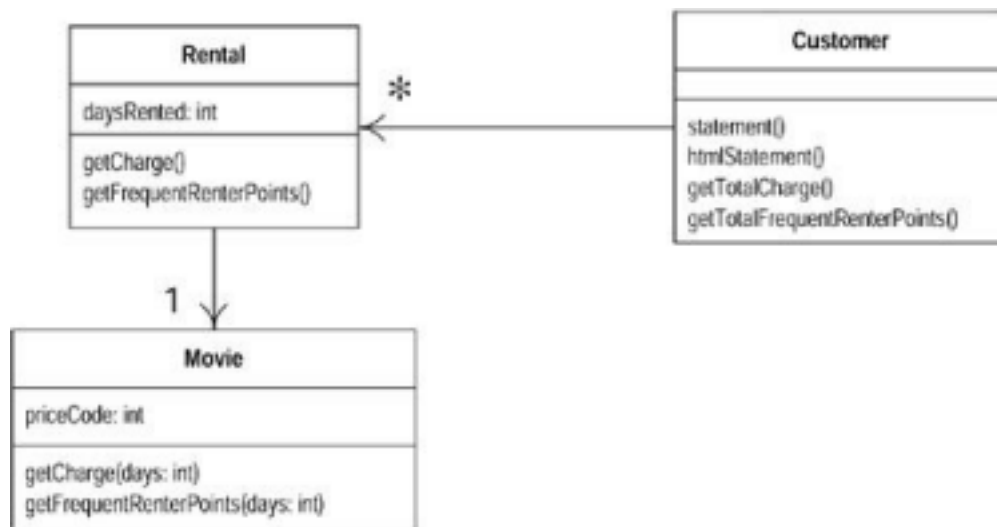 Rental
daysRented: int
getCharge()
getFrequentRenterPoints()
*
Customer
statement()
htmlStatement()
getTotalCharge()
getTotalFrequentRenterPoints()
1
Movie
priceCode: int
getCharge(days: int)
getFrequentRenterPoints(days: int)